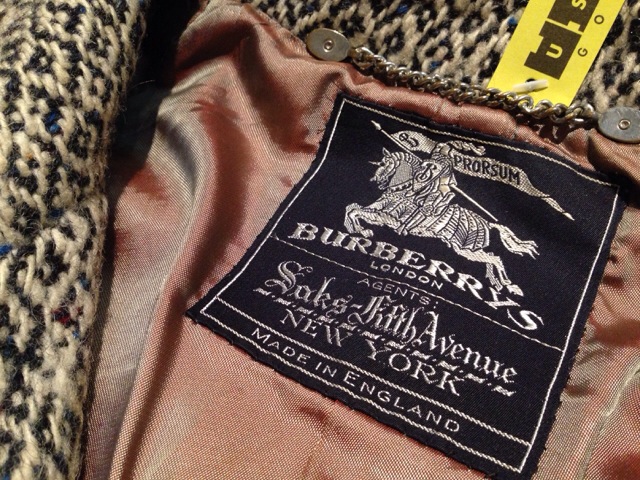 PRORSUM
BURBERRYS
LONDON
AGENTS:
Saks Fifth Avenue
NEW YORK
MADE IN ENGLAND